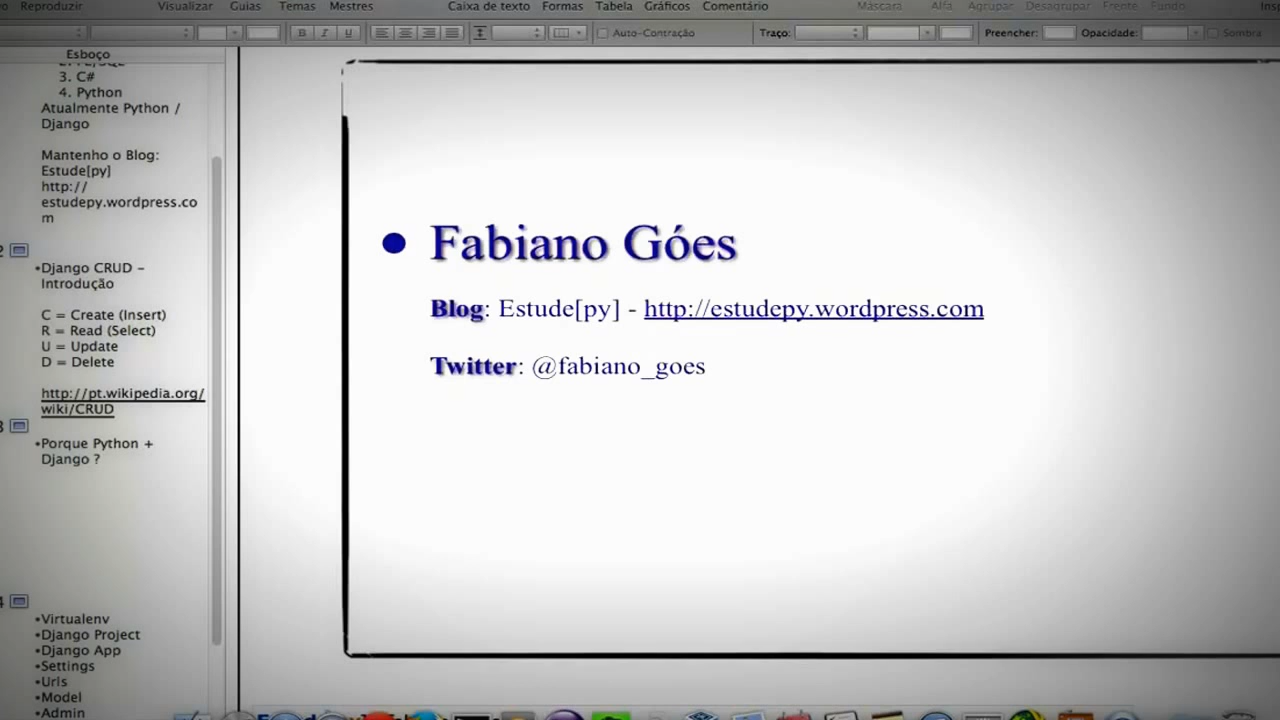 Reproduzir Visualizar Guias Temas Mestres Caixa de texto Formas Tabela Gráficos Comentário Máscara Alfa Agrupar Desagrupar Frente Fundo
B I U Auto-Contração Traço: Preencher: Opacidade: Sombra
Esboço
3. C#
4. Python
Atualmente Python /
Django
Mantenho o Blog:
Estude[py]
http://
estudepy.wordpress.co
m
2
•Django CRUD -
Introdução
C = Create (Insert)
R = Read (Select)
U = Update
D = Delete
http://pt.wikipedia.org/
wiki/CRUD
3
•Porque Python +
Django ?
4
•Virtualenv
•Django Project
•Django App
•Settings
•Urls
•Model
•Admin
• Fabiano Góes
Blog: Estude[py] - http://estudepy.wordpress.com
Twitter: @fabiano_goes